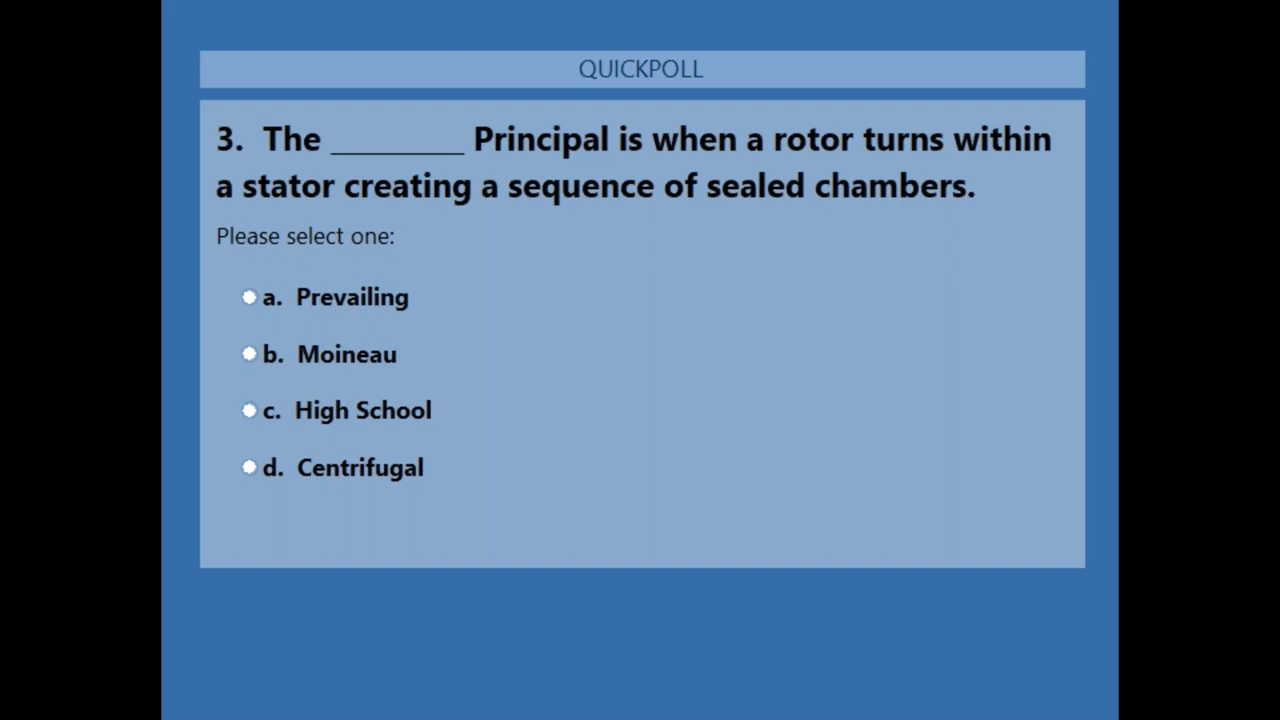 QUICKPOLL
3. The ________ Principal is when a rotor turns within
a stator creating a sequence of sealed chambers.
Please select one:
a. Prevailing
b. Moineau
c. High School
d. Centrifugal